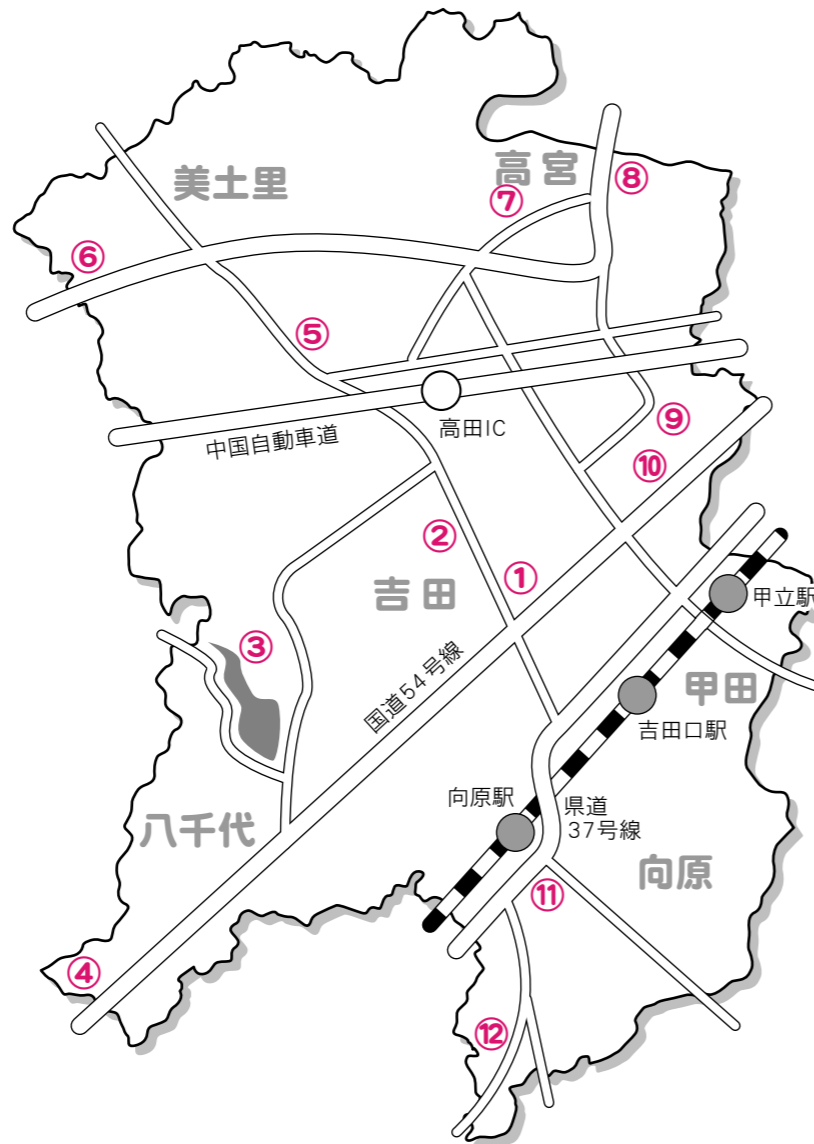 美土里
高宮
⑧
⑦
⑥
⑤
高田IC
中国自動車道
⑨
⑩
②
①
吉田
甲立駅
③
国道54号線
甲田
吉田口駅
向原駅
県道
37号線
八千代
向原
⑪
④
⑫